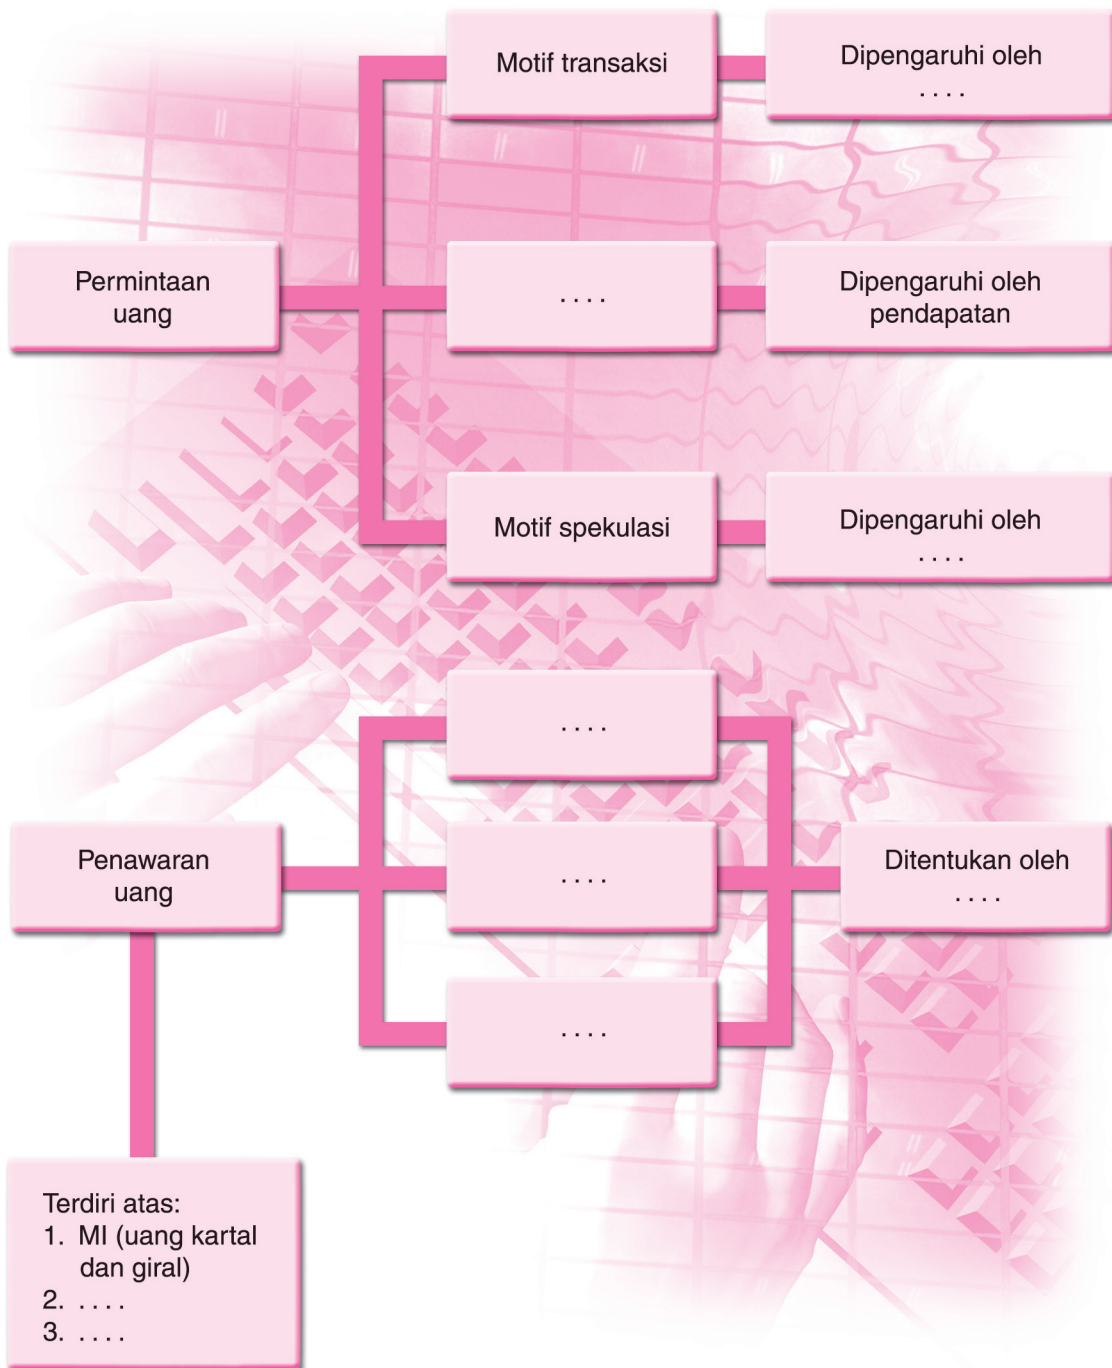 Motif transaksi
Dipengaruhi oleh
. . . .
Permintaan
uang
. . . .
Dipengaruhi oleh
pendapatan
Motif spekulasi
Dipengaruhi oleh
. . . .
. . . .
Penawaran
uang
. . . .
Ditentukan oleh
. . . .
. . . .
Terdiri atas:
1. MI (uang kartal
dan giral)
2. . . . .
3. . . . .